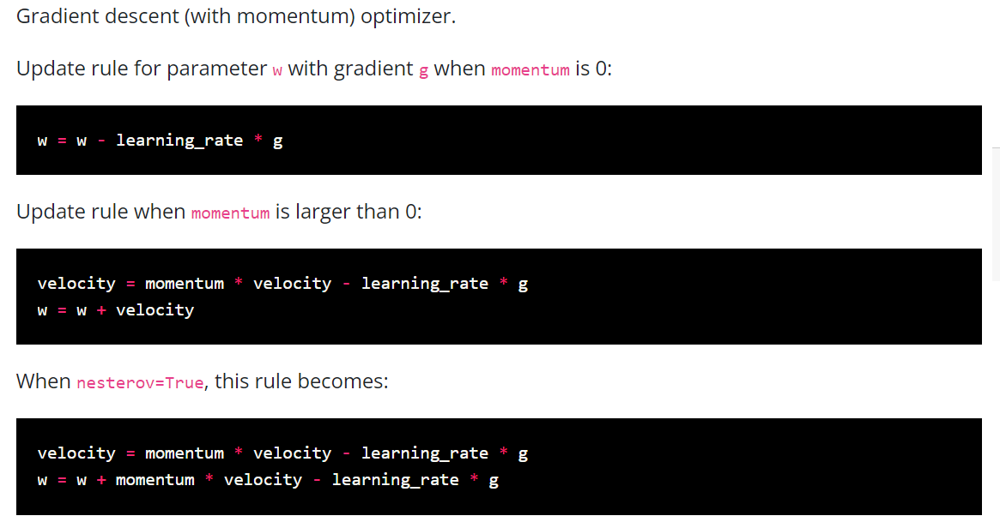 Gradient descent (with momentum) optimizer.
Update rule for parameter w with gradient g when momentum is 0:
w = w - learning_rate * g
Update rule when momentum is larger than 0:
velocity = momentum * velocity - learning_rate * g
w = w + velocity
When nesterov=True, this rule becomes:
velocity = momentum * velocity - learning_rate * g
w = w + momentum * velocity - learning_rate * g